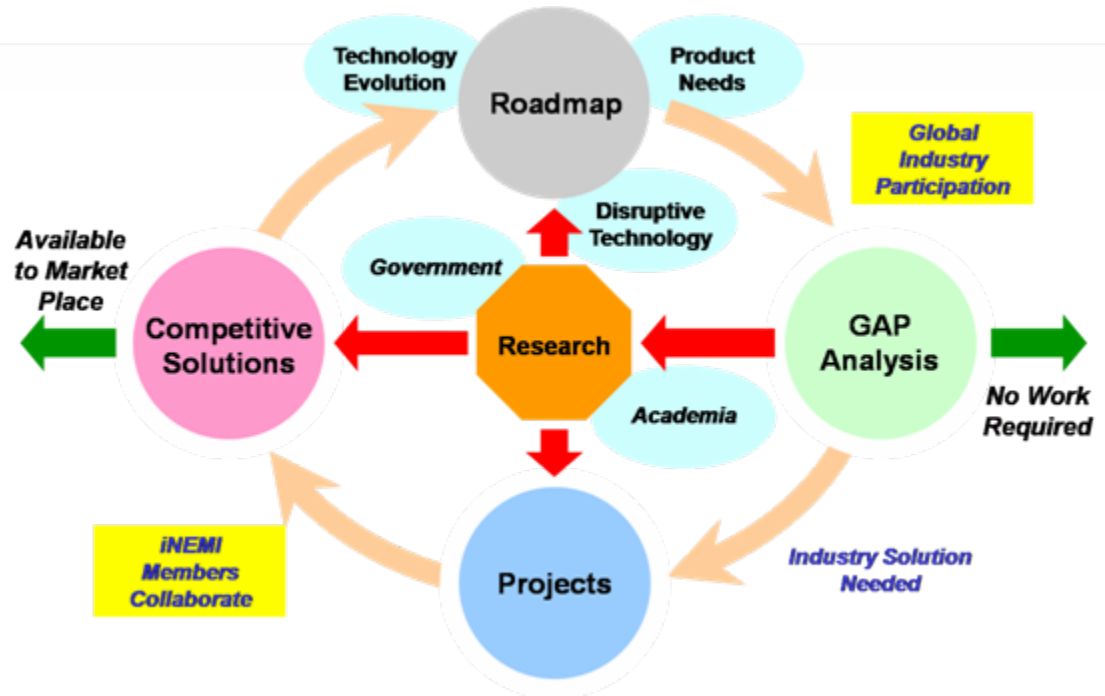 Technology
Evolution
Roadmap
Product
Needs
Global
Industry
Participation
Disruptive
Technology
Government
Available
to Market
Place
Competitive
Solutions
Research
GAP
Analysis
No Work
Required
Academia
iNEMI
Members
Collaborate
Projects
Industry Solution
Needed